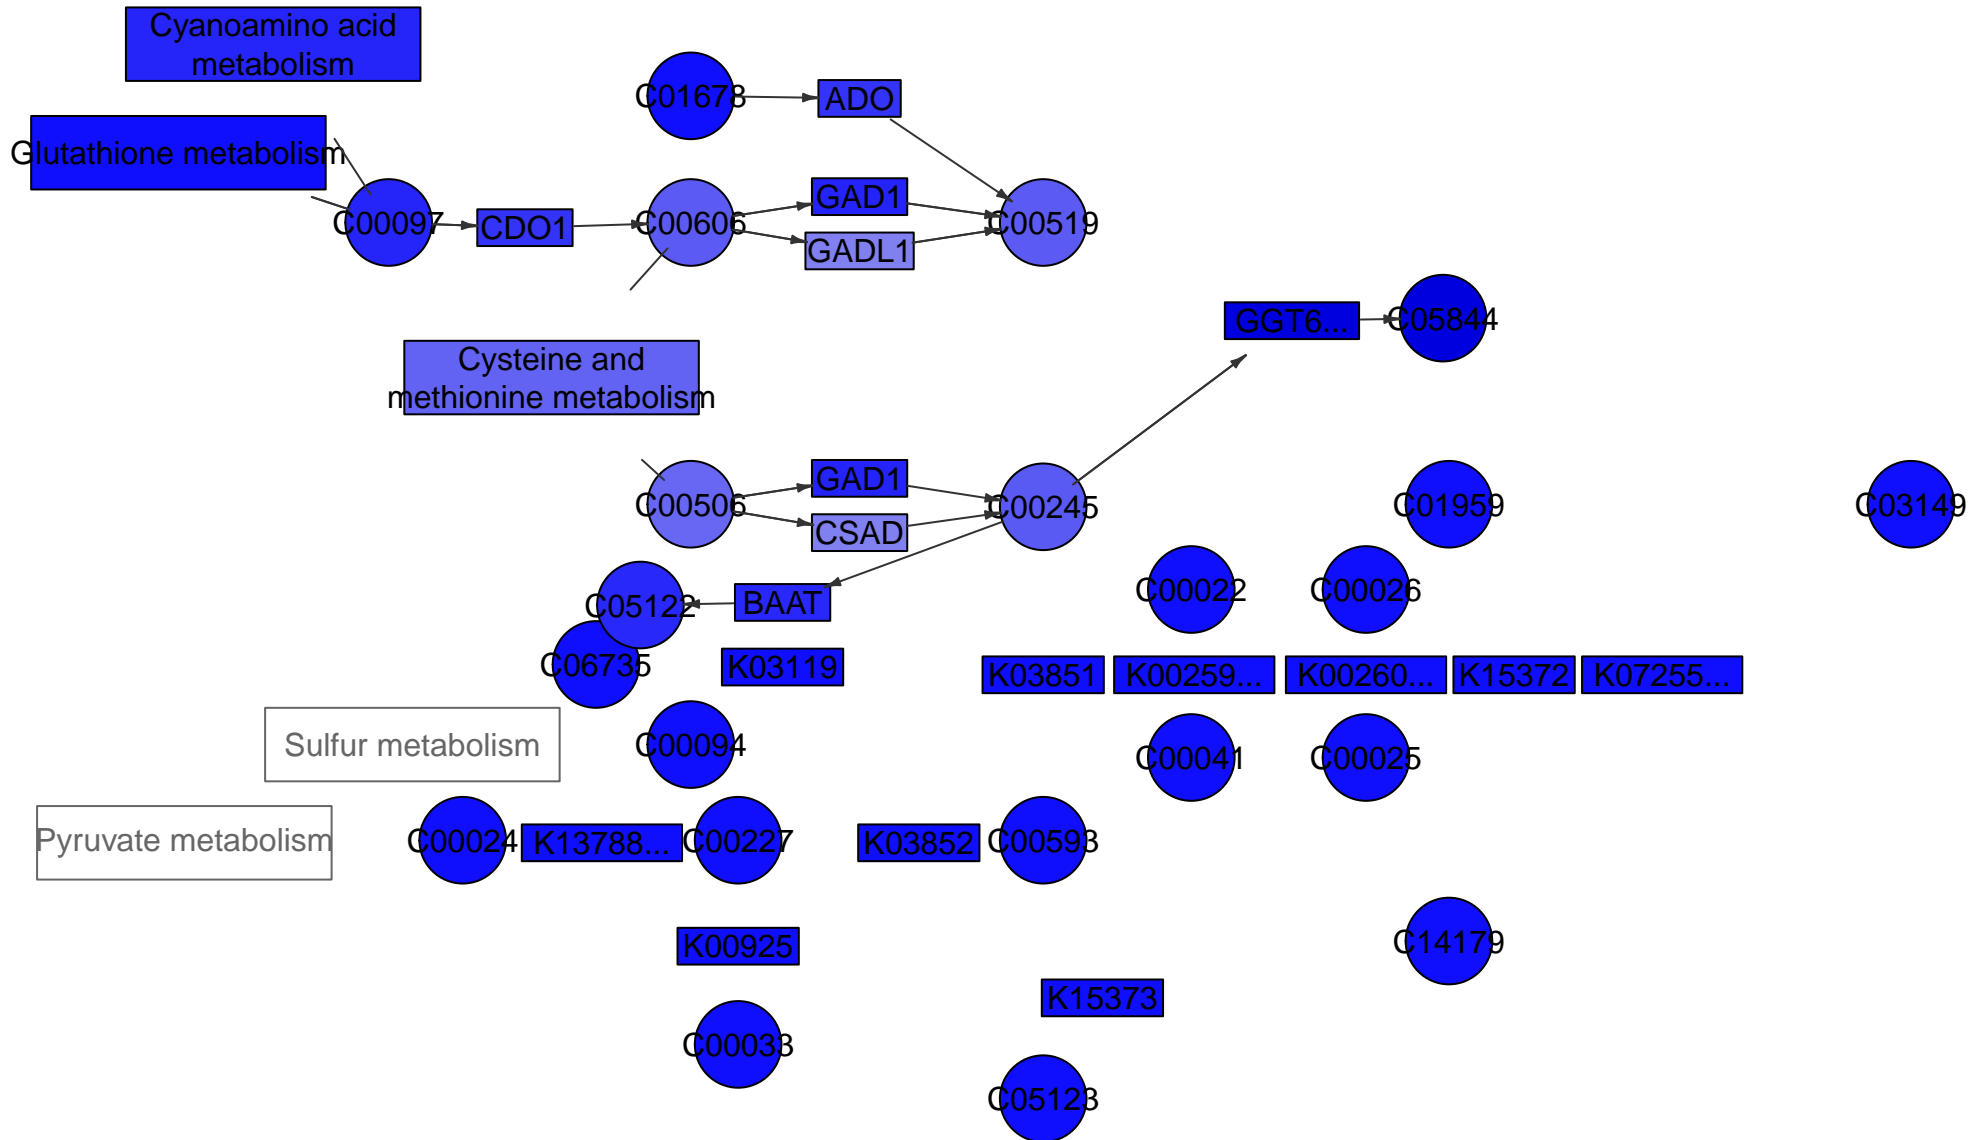 Cyanoamino acid
metabolism
C01678
ADO
Glutathione metabolism
C00097
CDO1
C00606
GAD1
GADL1
C00519
GGT6...
C05844
Cysteine and
methionine metabolism
C00506
GAD1
CSAD
C00245
C01959
C03149
C05122
BAAT
C00022
C00026
C06735
K03119
K03851
K00259...
K00260...
K15372
K07255...
Sulfur metabolism
C00094
C00041
C00025
Pyruvate metabolism
C00024
K13788...
C00227
K03852
C00593
K00925
C14179
K15373
C00033
C05123